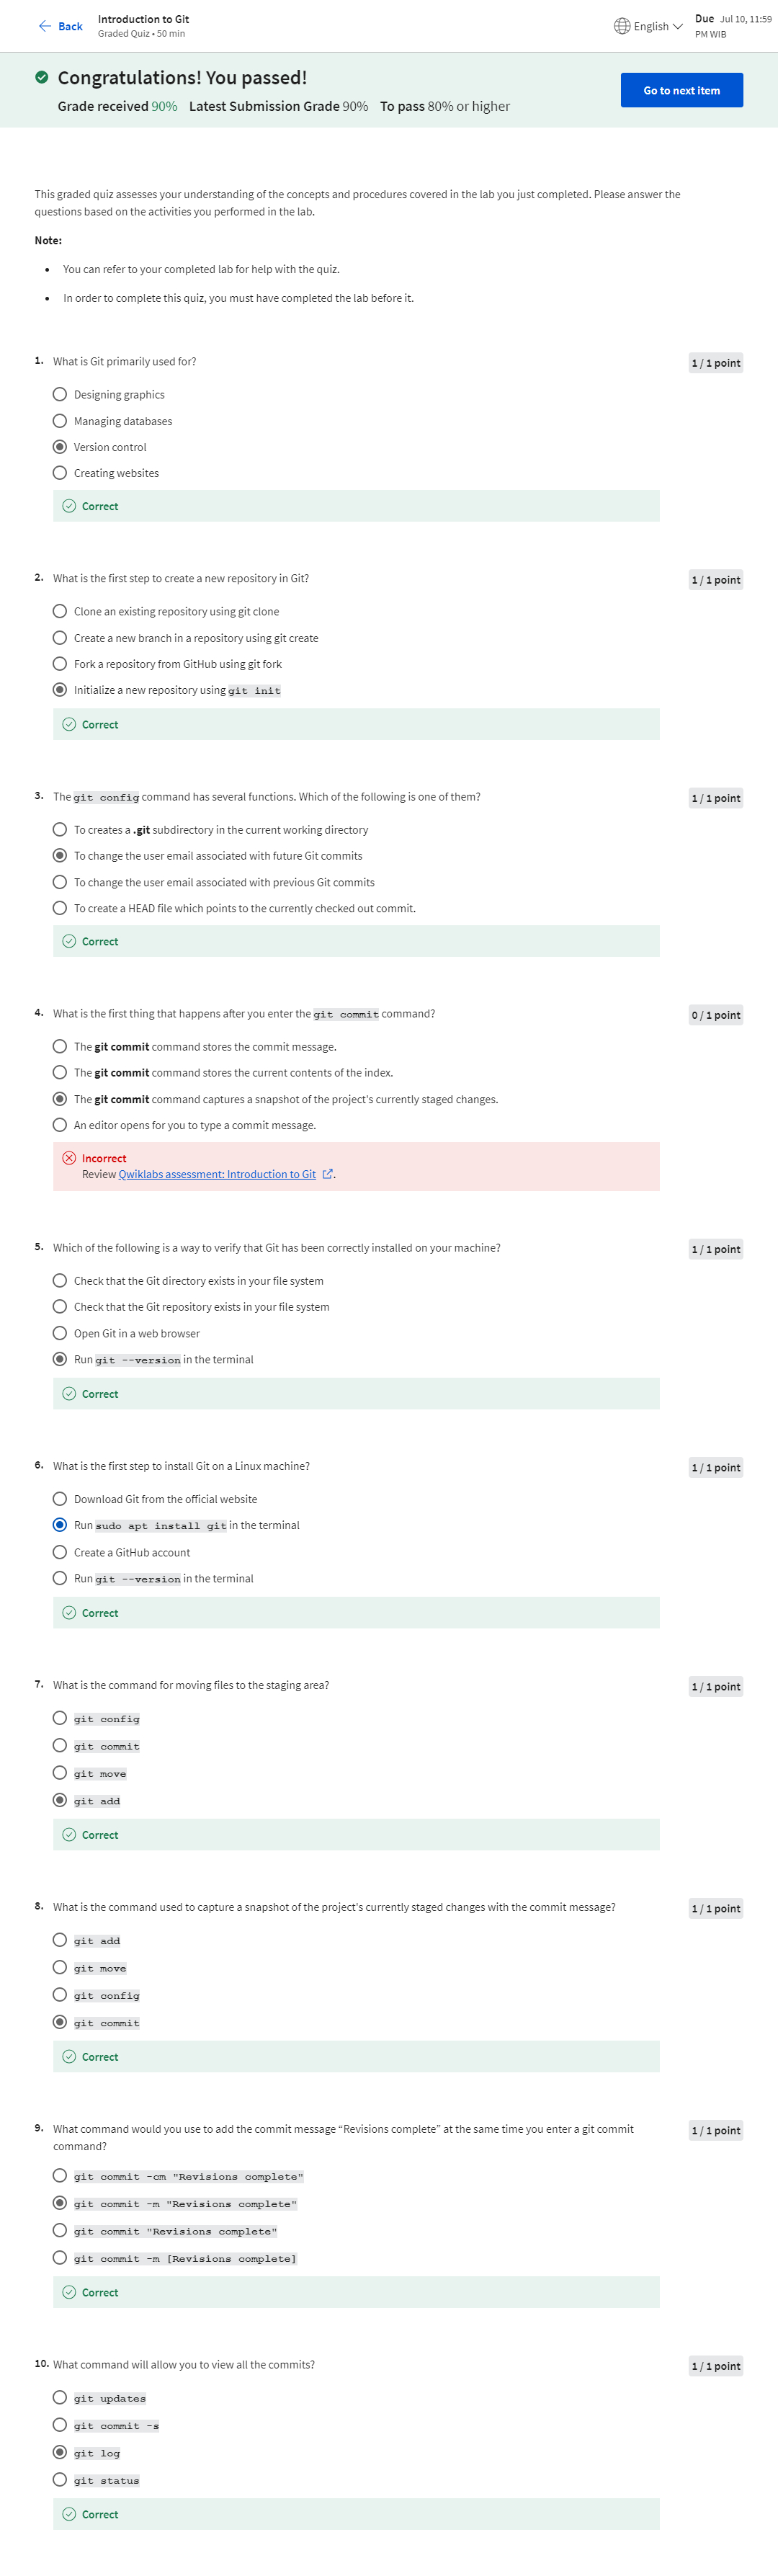 Back
Introduction to Git
Graded Quiz • 50 min
English
Due Jul 10, 11:59
PM WIB
Congratulations! You passed!
Grade received 90% Latest Submission Grade 90% To pass 80% or higher
Go to next item
This graded quiz assesses your understanding of the concepts and procedures covered in the lab you just completed. Please answer the
questions based on the activities you performed in the lab.
Note:
• You can refer to your completed lab for help with the quiz.
• In order to complete this quiz, you must have completed the lab before it.
1. What is Git primarily used for?
1 / 1 point
Designing graphics
Managing databases
Version control
Creating websites
Correct
2. What is the first step to create a new repository in Git?
1 / 1 point
Clone an existing repository using git clone
Create a new branch in a repository using git create
Fork a repository from GitHub using git fork
Initialize a new repository using git init
Correct
3. The git config command has several functions. Which of the following is one of them?
1 / 1 point
To creates a .git subdirectory in the current working directory
To change the user email associated with future Git commits
To change the user email associated with previous Git commits
To create a HEAD file which points to the currently checked out commit.
Correct
4. What is the first thing that happens after you enter the git commit command?
0 / 1 point
The git commit command stores the commit message.
The git commit command stores the current contents of the index.
The git commit command captures a snapshot of the project's currently staged changes.
An editor opens for you to type a commit message.
Incorrect
Review Qwiklabs assessment: Introduction to Git .
5. Which of the following is a way to verify that Git has been correctly installed on your machine?
1 / 1 point
Check that the Git directory exists in your file system
Check that the Git repository exists in your file system
Open Git in a web browser
Run git --version in the terminal
Correct
6. What is the first step to install Git on a Linux machine?
1 / 1 point
Download Git from the official website
Run sudo apt install git in the terminal
Create a GitHub account
Run git --version in the terminal
Correct
7. What is the command for moving files to the staging area?
1 / 1 point
git config
git commit
git move
git add
Correct
8. What is the command used to capture a snapshot of the project's currently staged changes with the commit message?
1 / 1 point
git add
git move
git config
git commit
Correct
9. What command would you use to add the commit message “Revisions complete” at the same time you enter a git commit
command?
1 / 1 point
git commit -cm "Revisions complete"
git commit -m "Revisions complete"
git commit "Revisions complete"
git commit -m [Revisions complete]
Correct
10. What command will allow you to view all the commits?
1 / 1 point
git updates
git commit -s
git log
git status
Correct